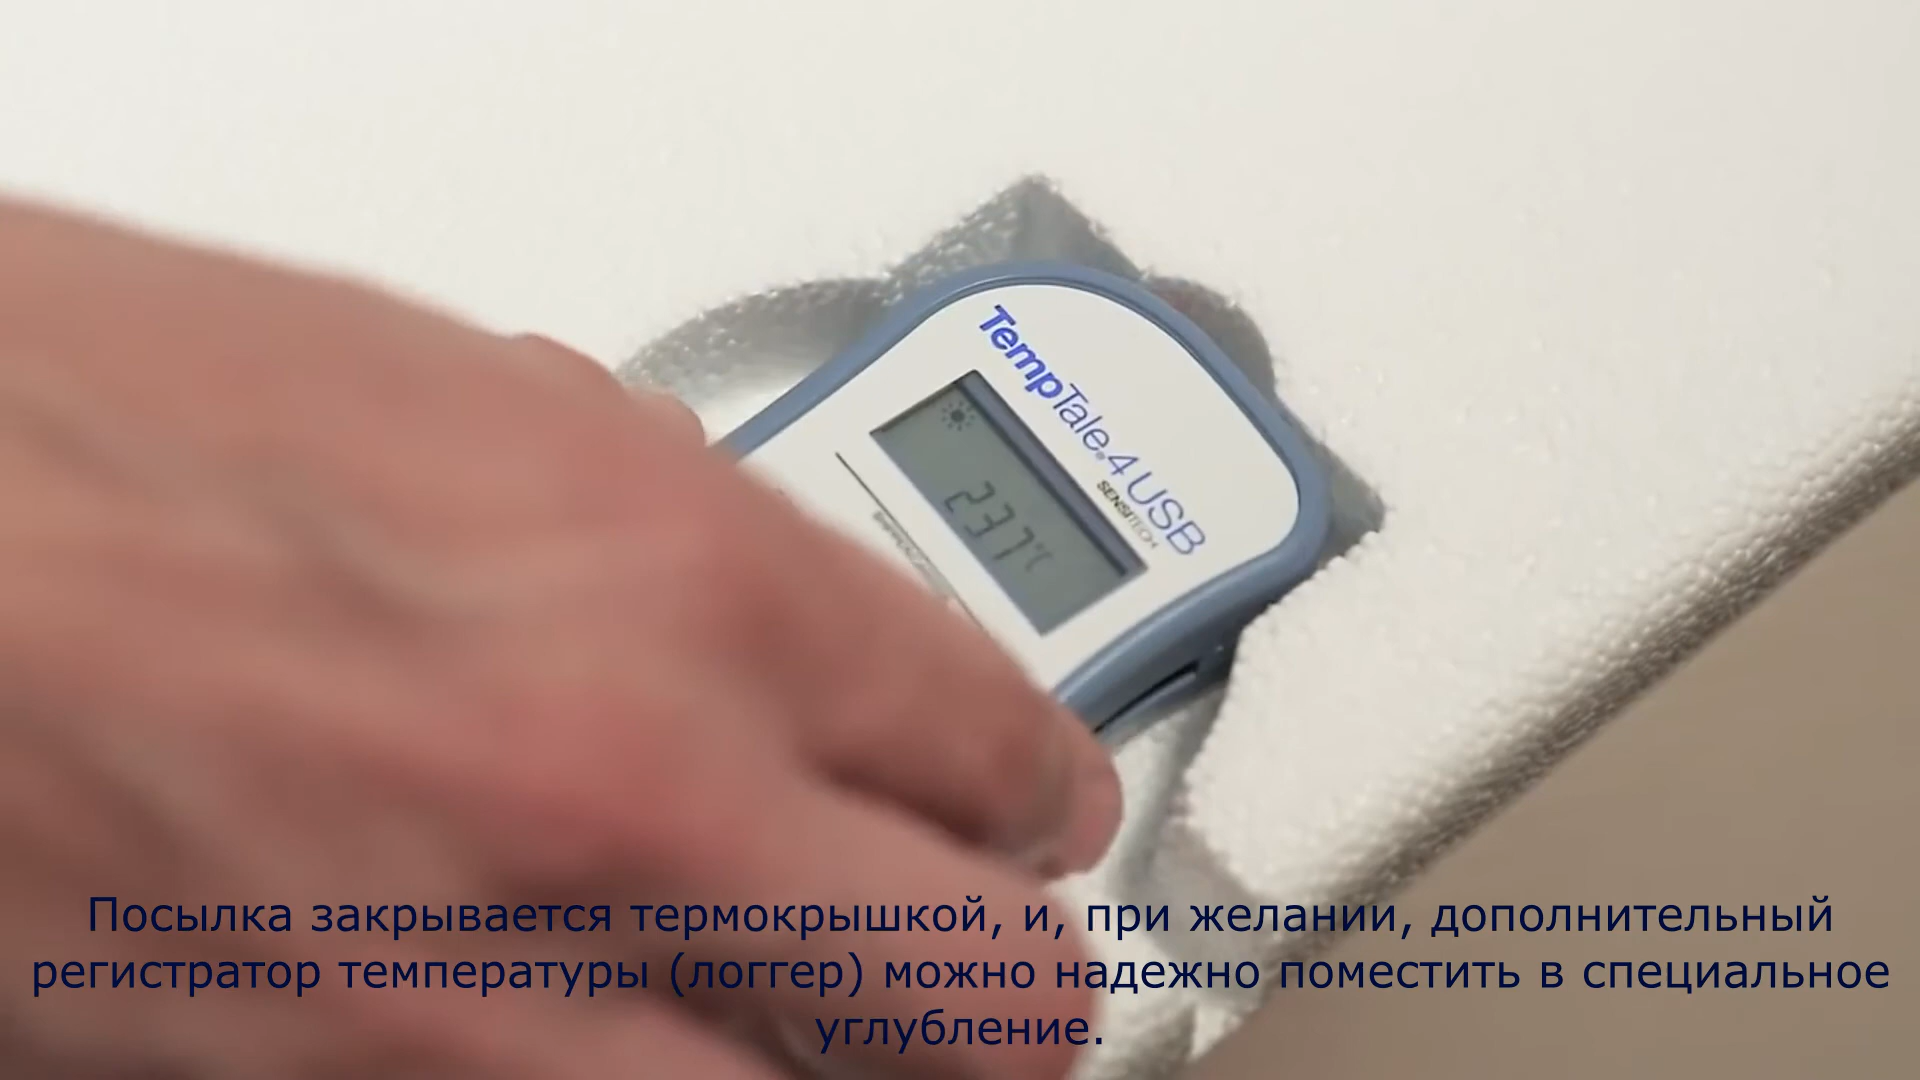 TempTale®4 USB
SENSITECH
23.7°C
Посылка закрывается термокрышкой, и, при желании, дополнительный
регистратор температуры (логгер) можно надежно поместить в специальное
углубление.